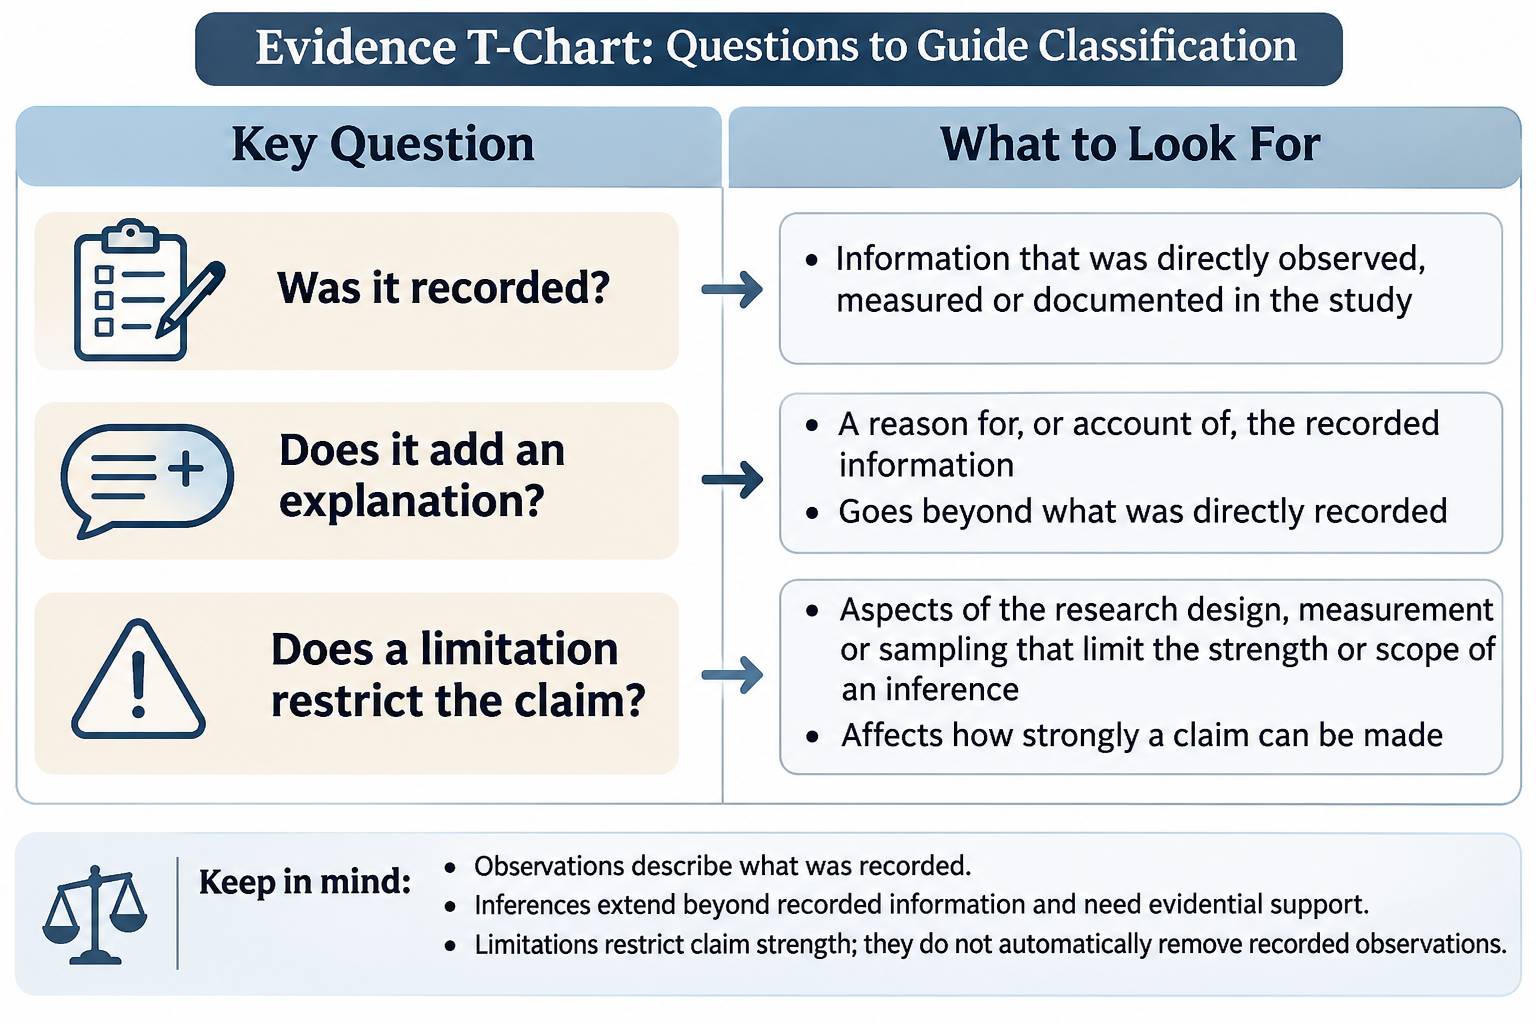 Evidence T-Chart: Questions to Guide Classification
Key Question
What to Look For
Was it recorded?
• Information that was directly observed,
measured or documented in the study
Does it add an
explanation?
• A reason for, or account of, the recorded
information
• Goes beyond what was directly recorded
Does a limitation
restrict the claim?
• Aspects of the research design, measurement
or sampling that limit the strength or scope of
an inference
• Affects how strongly a claim can be made
Keep in mind:
• Observations describe what was recorded.
• Inferences extend beyond recorded information and need evidential support.
• Limitations restrict claim strength; they do not automatically remove recorded observations.